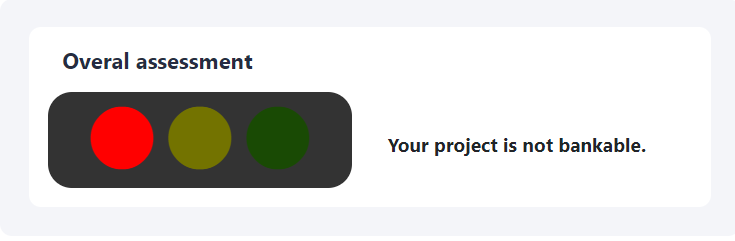 Overal assessment
Your project is not bankable.